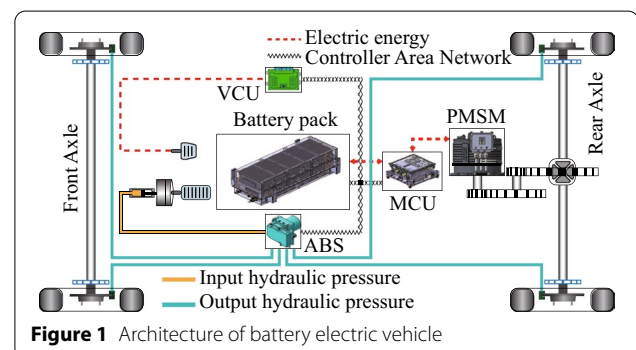 Electric energy
Controller Area Network
VCU
Battery pack
PMSM
Front Axle
Rear Axle
MCU
ABS
Input hydraulic pressure
Output hydraulic pressure
Figure 1 Architecture of battery electric vehicle